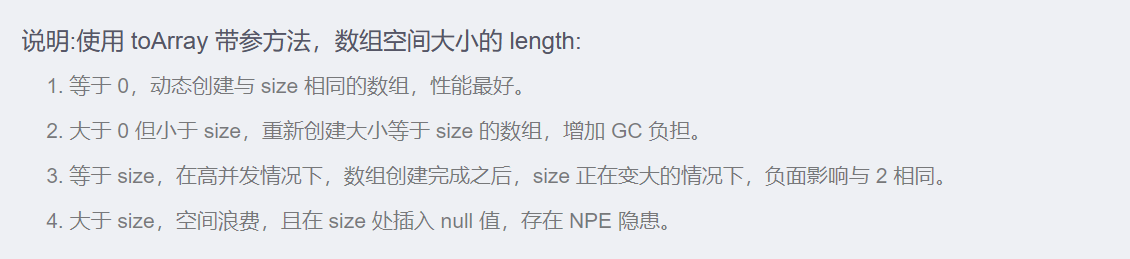 说明:使用 toArray 带参方法，数组空间大小的 length:
1. 等于 0，动态创建与 size 相同的数组，性能最好。
2. 大于 0 但小于 size，重新创建大小等于 size 的数组，增加 GC 负担。
3. 等于 size，在高并发情况下，数组创建完成之后，size 正在变大的情况下，负面影响与 2 相同。
4. 大于 size，空间浪费，且在 size 处插入 null 值，存在 NPE 隐患。